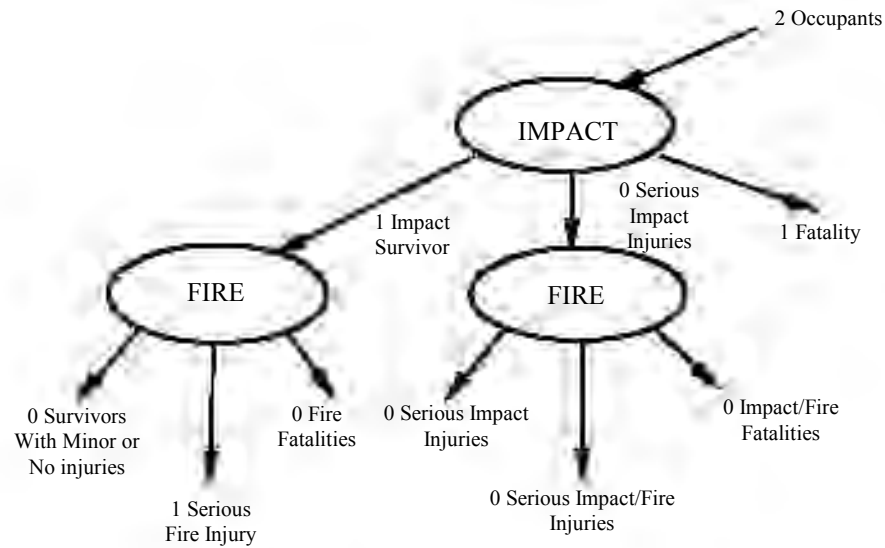 2 Occupants
IMPACT
1 Impact
Survivor
0 Serious
Impact
Injuries
1 Fatality
FIRE
FIRE
0 Survivors
With Minor or
No injuries
0 Fire
Fatalities
0 Serious Impact
Injuries
0 Impact/Fire
Fatalities
1 Serious
Fire Injury
0 Serious Impact/Fire
Injuries